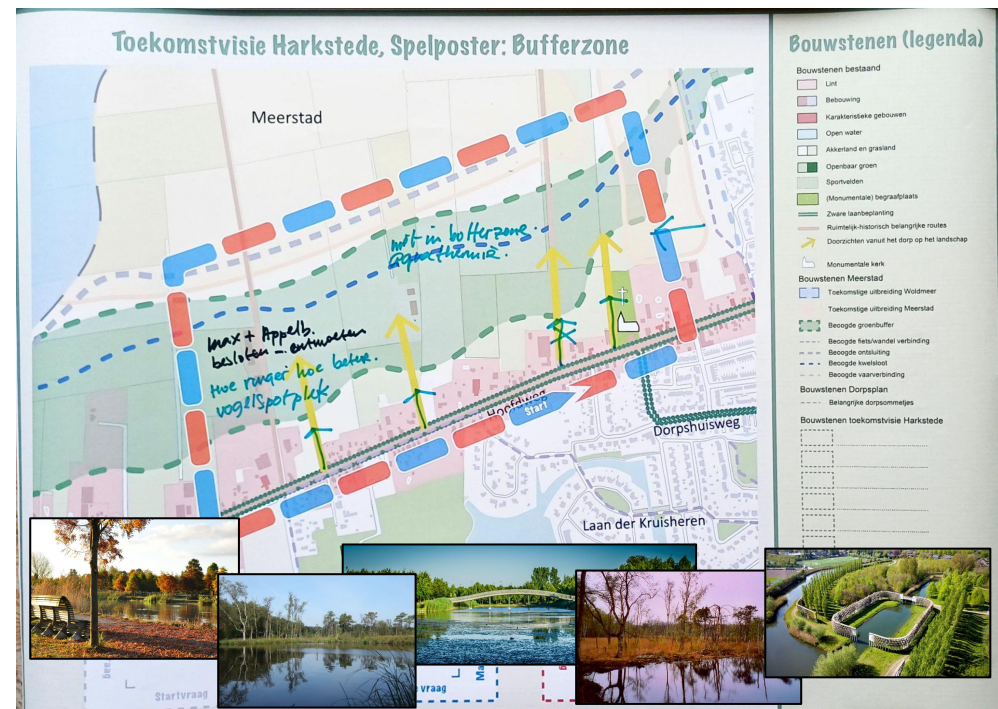 Toekomstvisie Harkstede, Spelposter: Bufferzone
Meerstad
niet in bufferzone.
aquathermie.
max + Appelb.
besloten - ontmoeten
Hoe ruiger hoe beter.
vogelspotplek
Hoofdweg
Start
Dorpshuisweg
Laan der Kruisheren
Startvraag
vraag
Bouwstenen (legenda)
Bouwstenen bestaand
Lint
Bebouwing
Karakteristieke gebouwen
Open water
Akkerland en grasland
Openbaar groen
Sportvelden
(Monumentale) begraafplaats
Zware laanbeplanting
Ruimtelijk-historisch belangrijke routes
Doorzichten vanuit het dorp op het landschap
Monumentale kerk
Bouwstenen Meerstad
Toekomstige uitbreiding Woldmeer
Toekomstige uitbreiding Meerstad
Beoogde groenbuffer
Beoogde fiets/wandel verbinding
Beoogde ontsluiting
Beoogde kwelsloot
Beoogde vaarverbinding
Bouwstenen Dorpsplan
Belangrijke dorpsommetjes
Bouwstenen toekomstvisie Harkstede